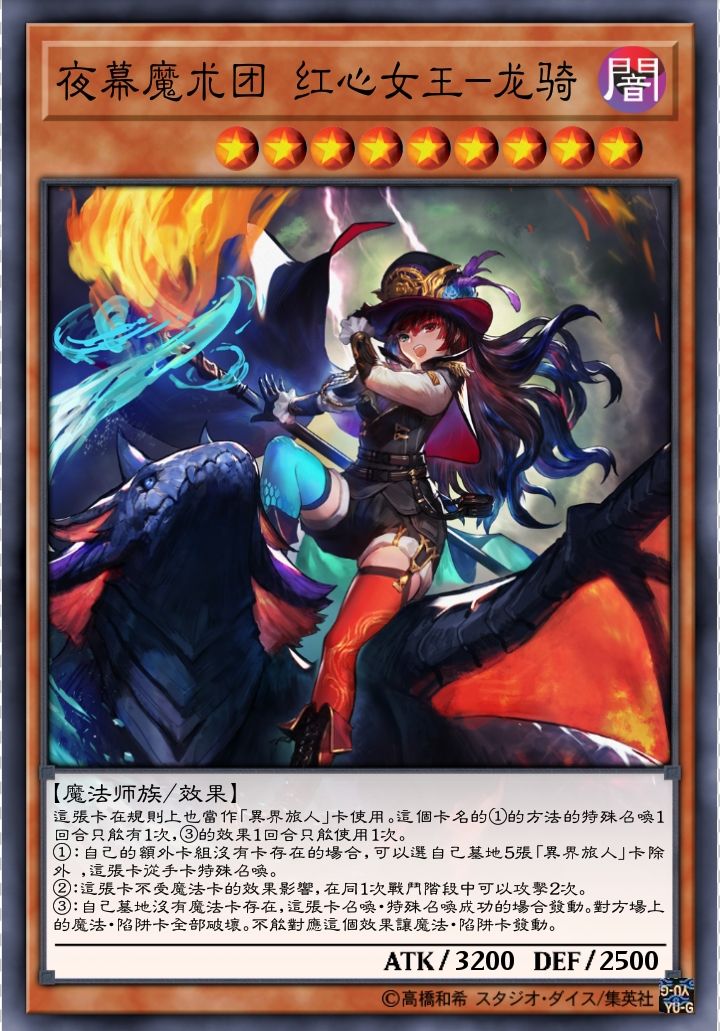 夜幕魔术团 红心女王-龙骑
闇
【魔法师族/效果】
這張卡在規則上也當作「異界旅人」卡使用。這個卡名的①的方法的特殊召喚1
回合只能有1次，③的效果1回合只能使用1次。
①：自己的額外卡組沒有卡存在的場合，可以選自己墓地5張「異界旅人」卡除
外，這張卡從手卡特殊召喚。
②：這張卡不受魔法卡的效果影響，在同1次戰鬥階段中可以攻擊2次。
③：自己墓地沒有魔法卡存在，這張卡召喚·特殊召喚成功的場合發動。對方場上
的魔法·陷阱卡全部破壞。不能對應這個效果讓魔法·陷阱卡發動。
ATK/3200 DEF/2500
©高橋和希 スタジオ·ダイス/集英社
YU-G
YU-G